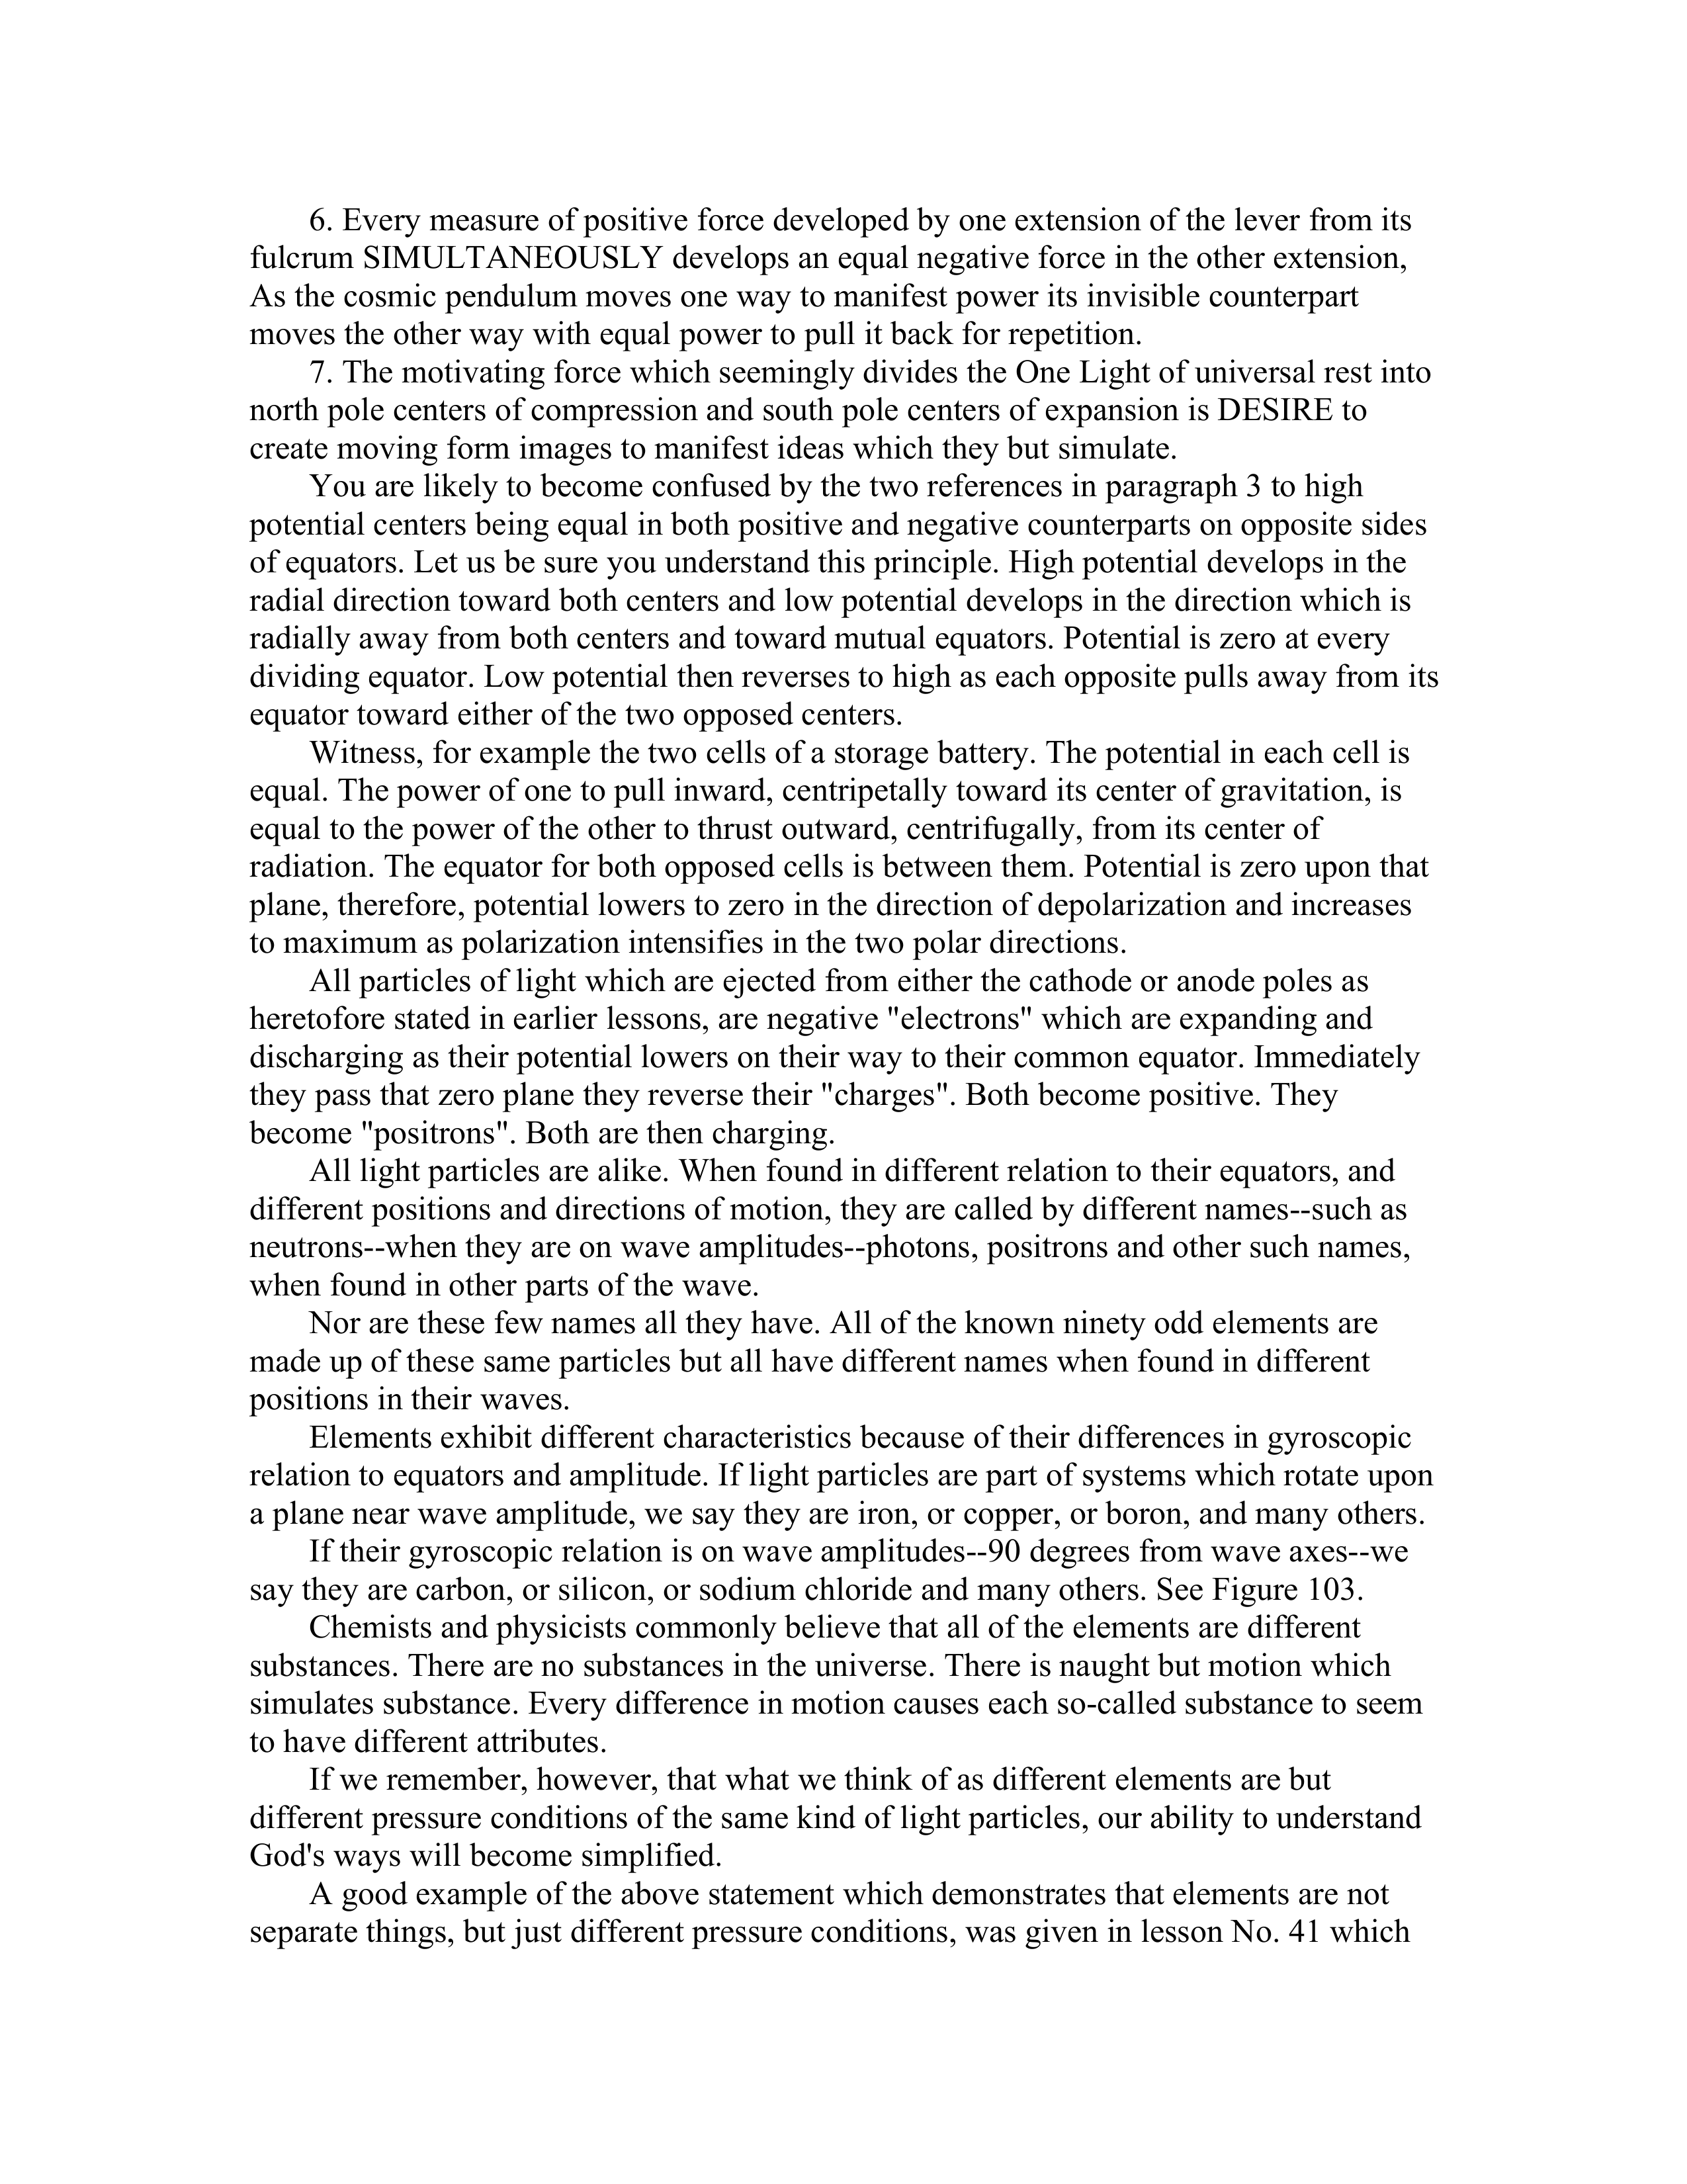 6. Every measure of positive force developed by one extension of the lever from its
fulcrum SIMULTANEOUSLY develops an equal negative force in the other extension,
As the cosmic pendulum moves one way to manifest power its invisible counterpart
moves the other way with equal power to pull it back for repetition.
7. The motivating force which seemingly divides the One Light of universal rest into
north pole centers of compression and south pole centers of expansion is DESIRE to
create moving form images to manifest ideas which they but simulate.
You are likely to become confused by the two references in paragraph 3 to high
potential centers being equal in both positive and negative counterparts on opposite sides
of equators. Let us be sure you understand this principle. High potential develops in the
radial direction toward both centers and low potential develops in the direction which is
radially away from both centers and toward mutual equators. Potential is zero at every
dividing equator. Low potential then reverses to high as each opposite pulls away from its
equator toward either of the two opposed centers.
Witness, for example the two cells of a storage battery. The potential in each cell is
equal. The power of one to pull inward, centripetally toward its center of gravitation, is
equal to the power of the other to thrust outward, centrifugally, from its center of
radiation. The equator for both opposed cells is between them. Potential is zero upon that
plane, therefore, potential lowers to zero in the direction of depolarization and increases
to maximum as polarization intensifies in the two polar directions.
All particles of light which are ejected from either the cathode or anode poles as
heretofore stated in earlier lessons, are negative "electrons" which are expanding and
discharging as their potential lowers on their way to their common equator. Immediately
they pass that zero plane they reverse their "charges". Both become positive. They
become "positrons". Both are then charging.
All light particles are alike. When found in different relation to their equators, and
different positions and directions of motion, they are called by different names--such as
neutrons--when they are on wave amplitudes--photons, positrons and other such names,
when found in other parts of the wave.
Nor are these few names all they have. All of the known ninety odd elements are
made up of these same particles but all have different names when found in different
positions in their waves.
Elements exhibit different characteristics because of their differences in gyroscopic
relation to equators and amplitude. If light particles are part of systems which rotate upon
a plane near wave amplitude, we say they are iron, or copper, or boron, and many others.
If their gyroscopic relation is on wave amplitudes--90 degrees from wave axes--we
say they are carbon, or silicon, or sodium chloride and many others. See Figure 103.
Chemists and physicists commonly believe that all of the elements are different
substances. There are no substances in the universe. There is naught but motion which
simulates substance. Every difference in motion causes each so-called substance to seem
to have different attributes.
If we remember, however, that what we think of as different elements are but
different pressure conditions of the same kind of light particles, our ability to understand
God's ways will become simplified.
A good example of the above statement which demonstrates that elements are not
separate things, but just different pressure conditions, was given in lesson No. 41 which